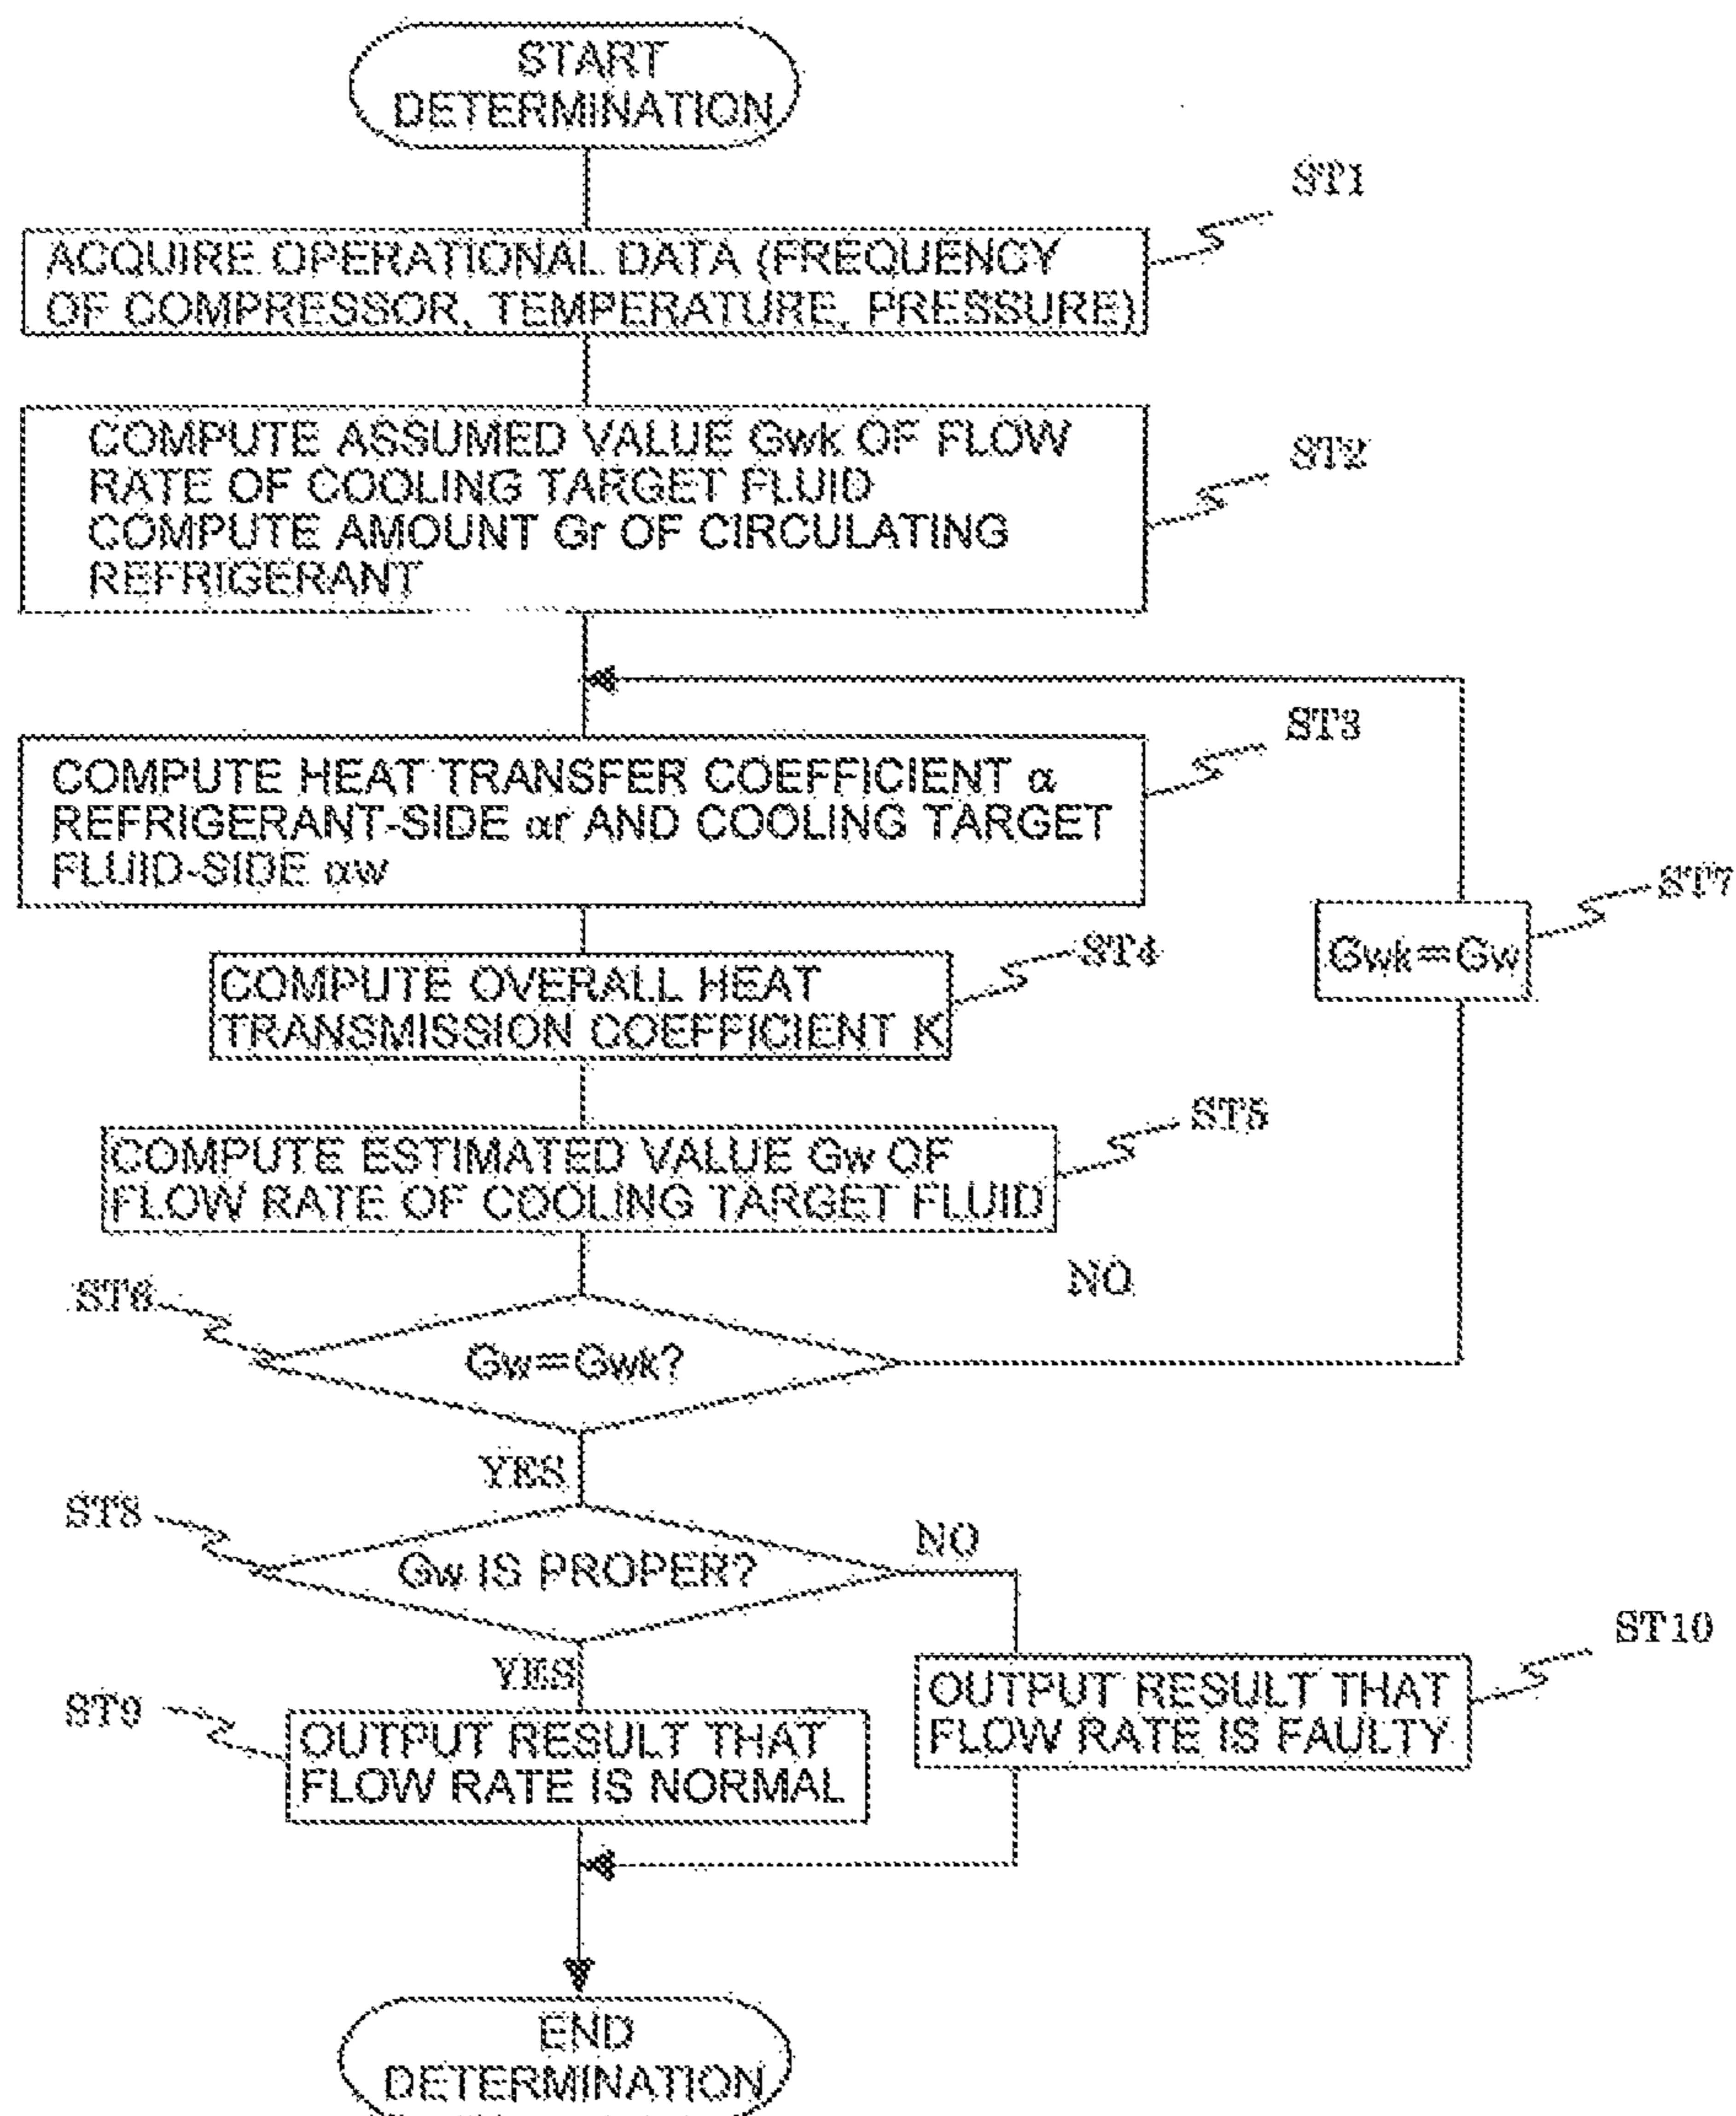 START
DETERMINATION
ST1
ACQUIRE OPERATIONAL DATA (FREQUENCY
OF COMPRESSOR, TEMPERATURE, PRESSURE)
ST2
COMPUTE ASSUMED VALUE Gwk OF FLOW
RATE OF COOLING TARGET FLUID
COMPUTE AMOUNT Gr OF CIRCULATING
REFRIGERANT
ST3
COMPUTE HEAT TRANSFER COEFFICIENT α
REFRIGERANT-SIDE αr AND COOLING TARGET
FLUID-SIDE αw
ST7
Gwk=Gw
ST4
COMPUTE OVERALL HEAT
TRANSMISSION COEFFICIENT K
ST5
COMPUTE ESTIMATED VALUE Gw OF
FLOW RATE OF COOLING TARGET FLUID
ST6
NO
Gw=Gwk?
YES
ST8
NO
Gw IS PROPER?
YES
ST10
OUTPUT RESULT THAT
FLOW RATE IS FAULTY
ST9
OUTPUT RESULT THAT
FLOW RATE IS NORMAL
END
DETERMINATION